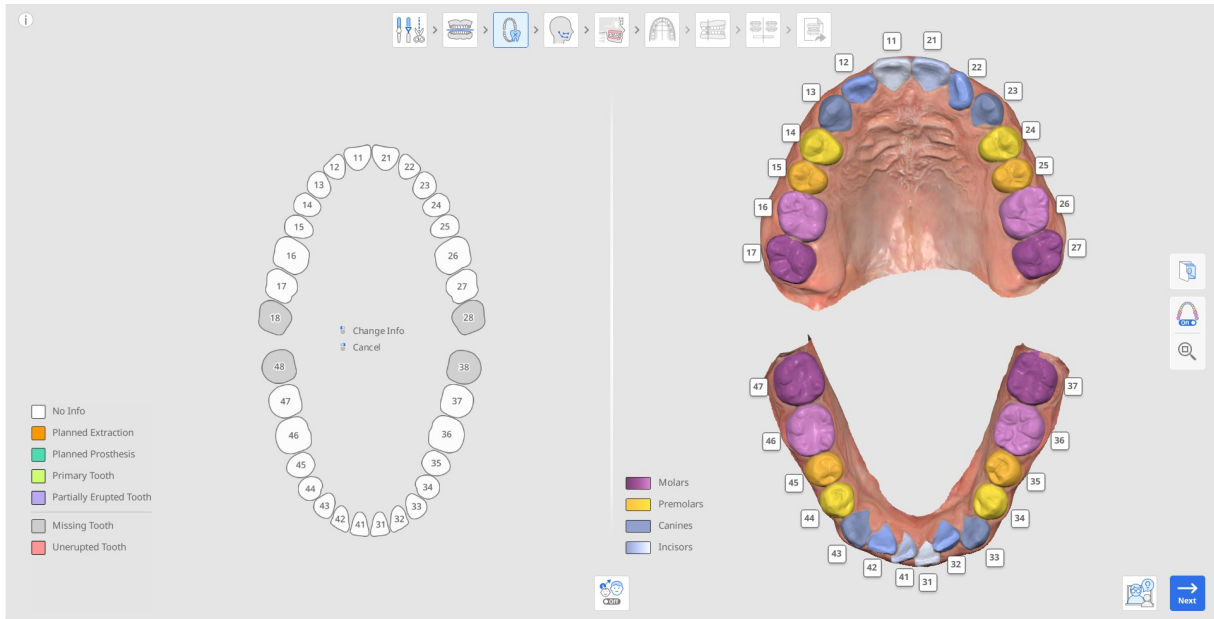 i
11 21
12 22
13 23
14 24
15 25
16 26
17 27
18 28
Change Info
Cancel
48 38
47 37
46 36
45 35
44 34
43 33
42 41 31 32
No Info
Planned Extraction
Planned Prosthesis
Primary Tooth
Partially Erupted Tooth
Missing Tooth
Unerupted Tooth
OFF
11 21
12 22
13 23
14 24
15 25
16 26
17 27
47 37
46 36
45 35
44 34
43 33
42 32
41 31
Molars
Premolars
Canines
Incisors
ON
Next